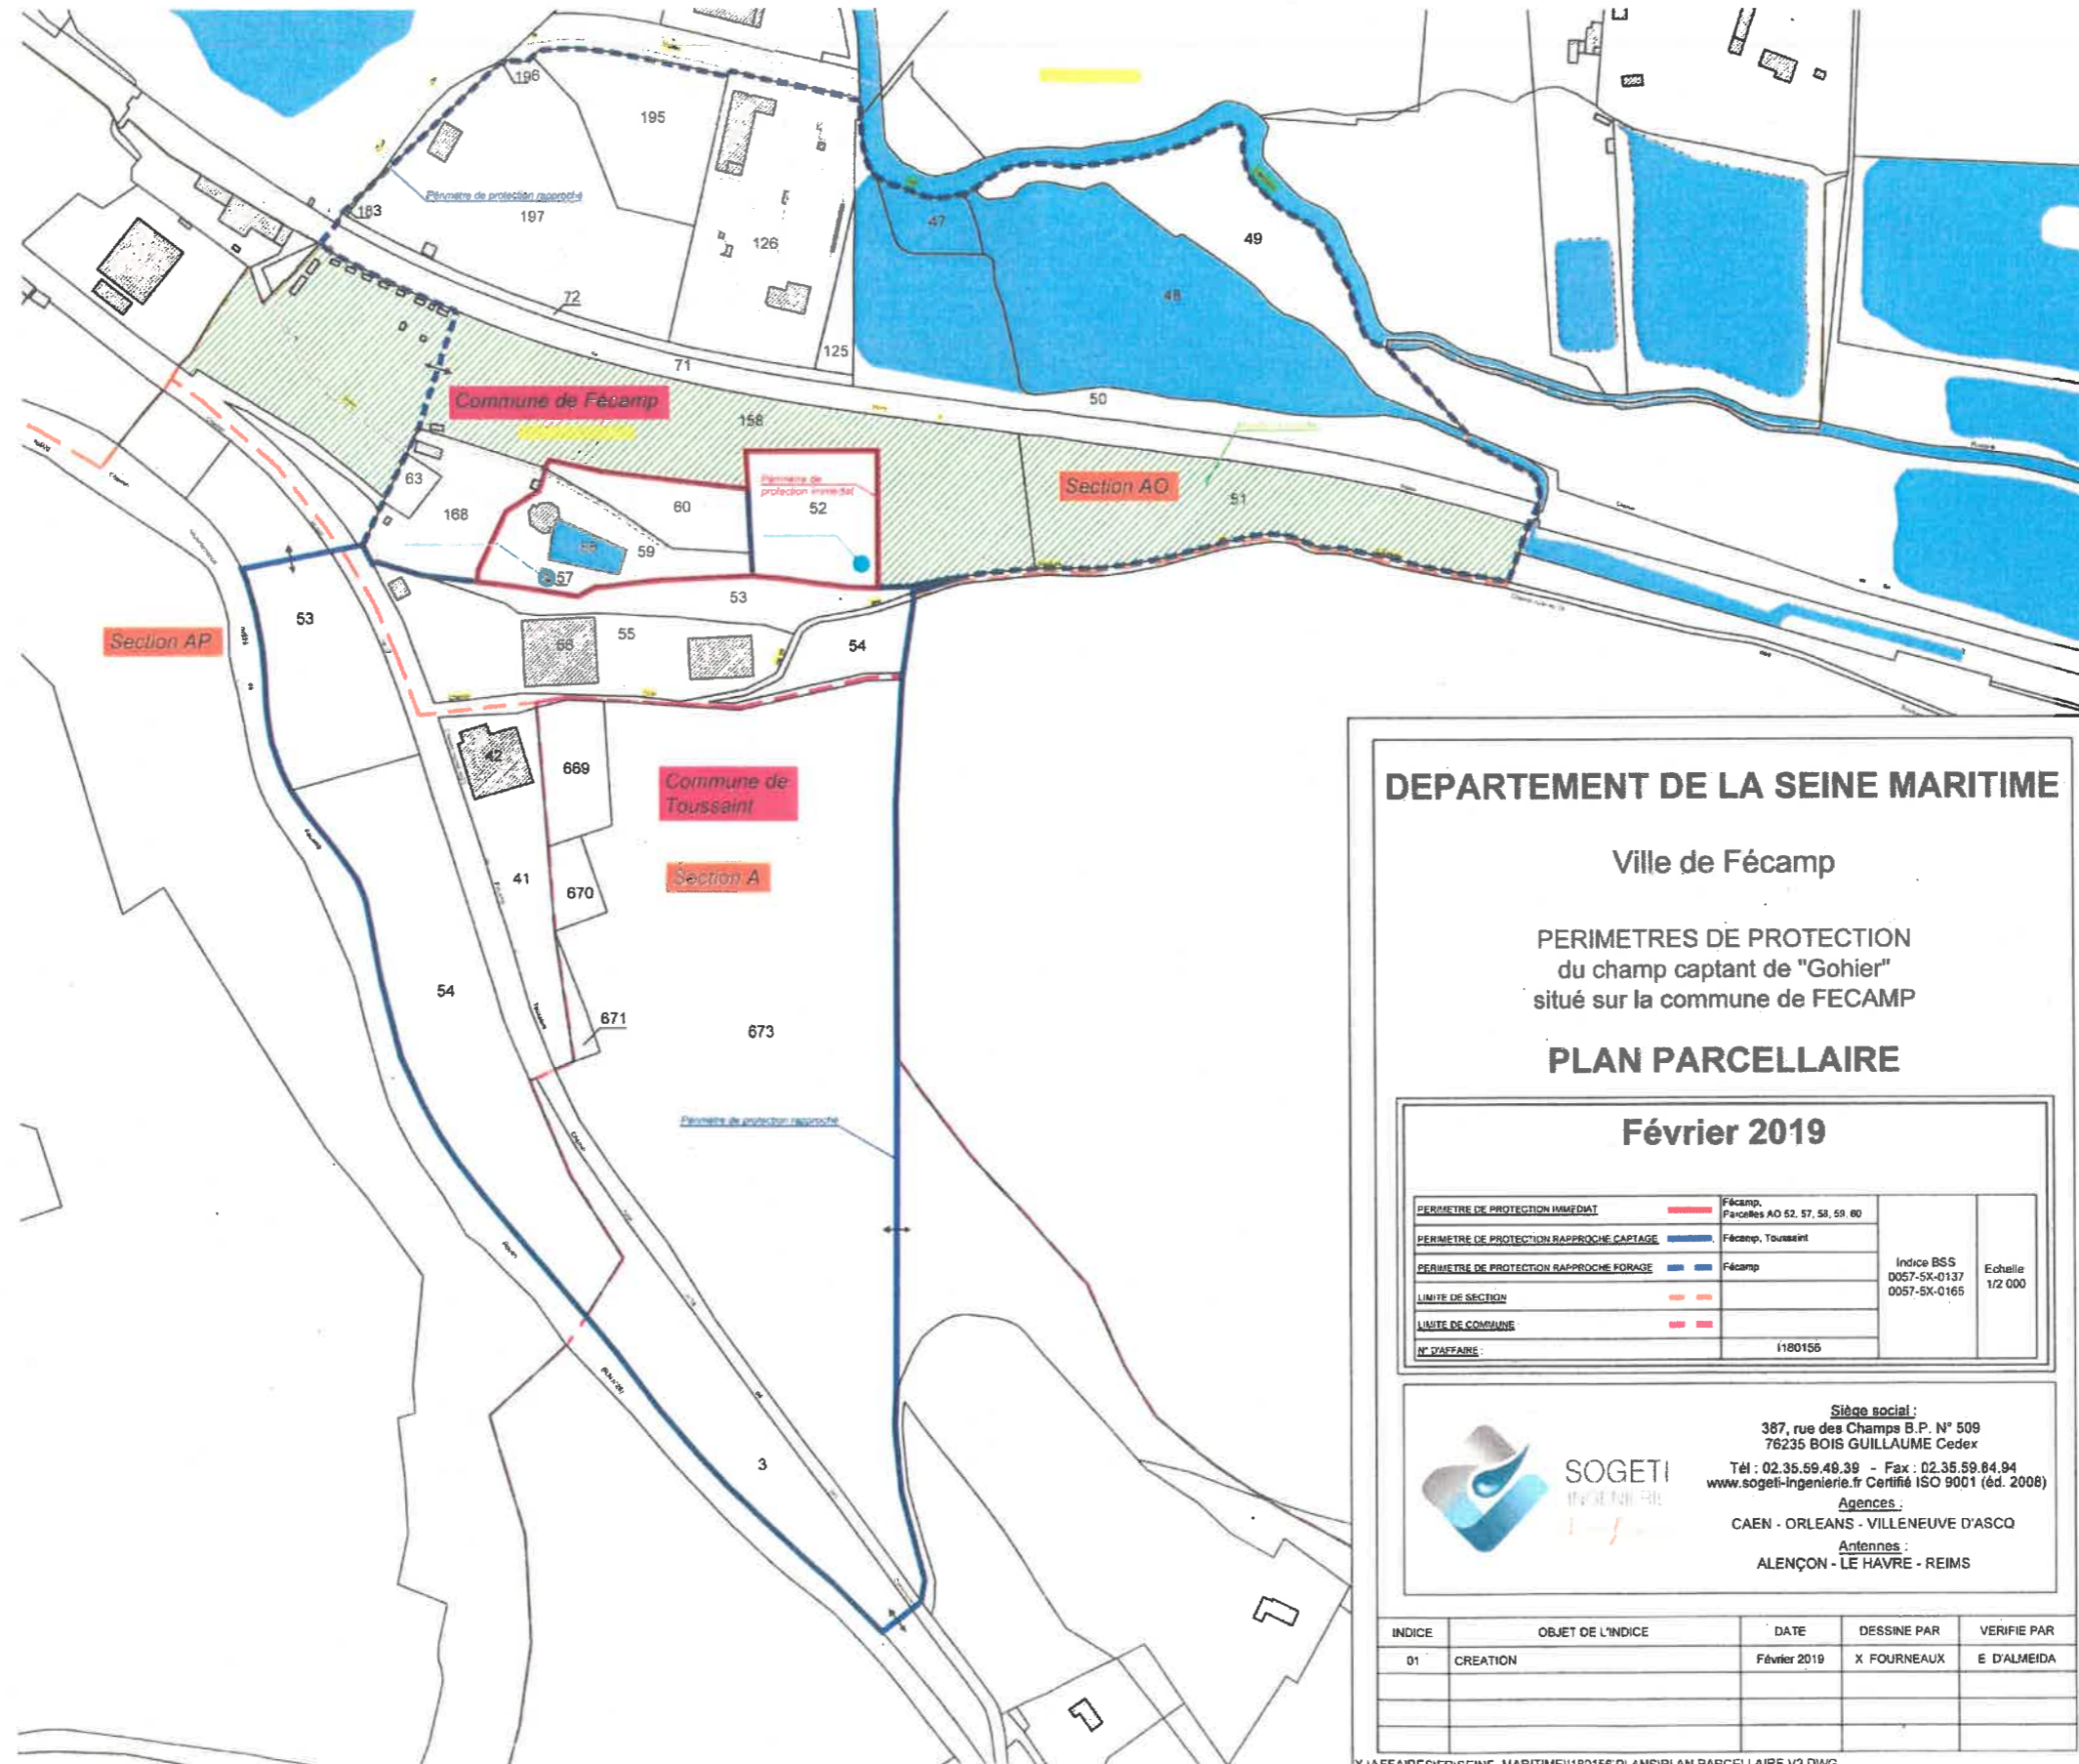 196
195
Périmètre de protection rapproché
183
197
126
47
49
48
72
125
71
50
Commune de Fécamp
158
Section AO
51
Périmètre de
protection immédiat
63
168
60
52
59
57
53
53
Section AP
55
54
42
669
Commune de
Toussaint
41
670
Section A
54
671
673
Périmètre de protection rapproché
3
DEPARTEMENT DE LA SEINE MARITIME
Ville de Fécamp
PERIMETRES DE PROTECTION
du champ captant de "Gohier"
situé sur la commune de FECAMP
PLAN PARCELLAIRE
Février 2019
PERIMETRE DE PROTECTION IMMEDIAT
Fécamp,
Parcelles AO 52, 57, 58, 59, 60
PERIMETRE DE PROTECTION RAPPROCHE CAPTAGE
Fécamp, Toussaint
PERIMETRE DE PROTECTION RAPPROCHE FORAGE
Fécamp
LIMITE DE SECTION
LIMITE DE COMMUNE
N° D'AFFAIRE :
I180156
Indice BSS
0057-5X-0137
0057-5X-0165
Echelle
1/2 000
SOGETI
INGENIERIE
Siège social :
387, rue des Champs B.P. N° 509
76235 BOIS GUILLAUME Cedex
Tél : 02.35.59.49.39 - Fax : 02.35.59.84.94
www.sogeti-ingenierie.fr Certifié ISO 9001 (éd. 2008)
Agences :
CAEN - ORLEANS - VILLENEUVE D'ASCQ
Antennes :
ALENÇON - LE HAVRE - REIMS
INDICE OBJET DE L'INDICE DATE DESSINE PAR VERIFIE PAR
01 CREATION Février 2019 X FOURNEAUX E D'ALMEIDA